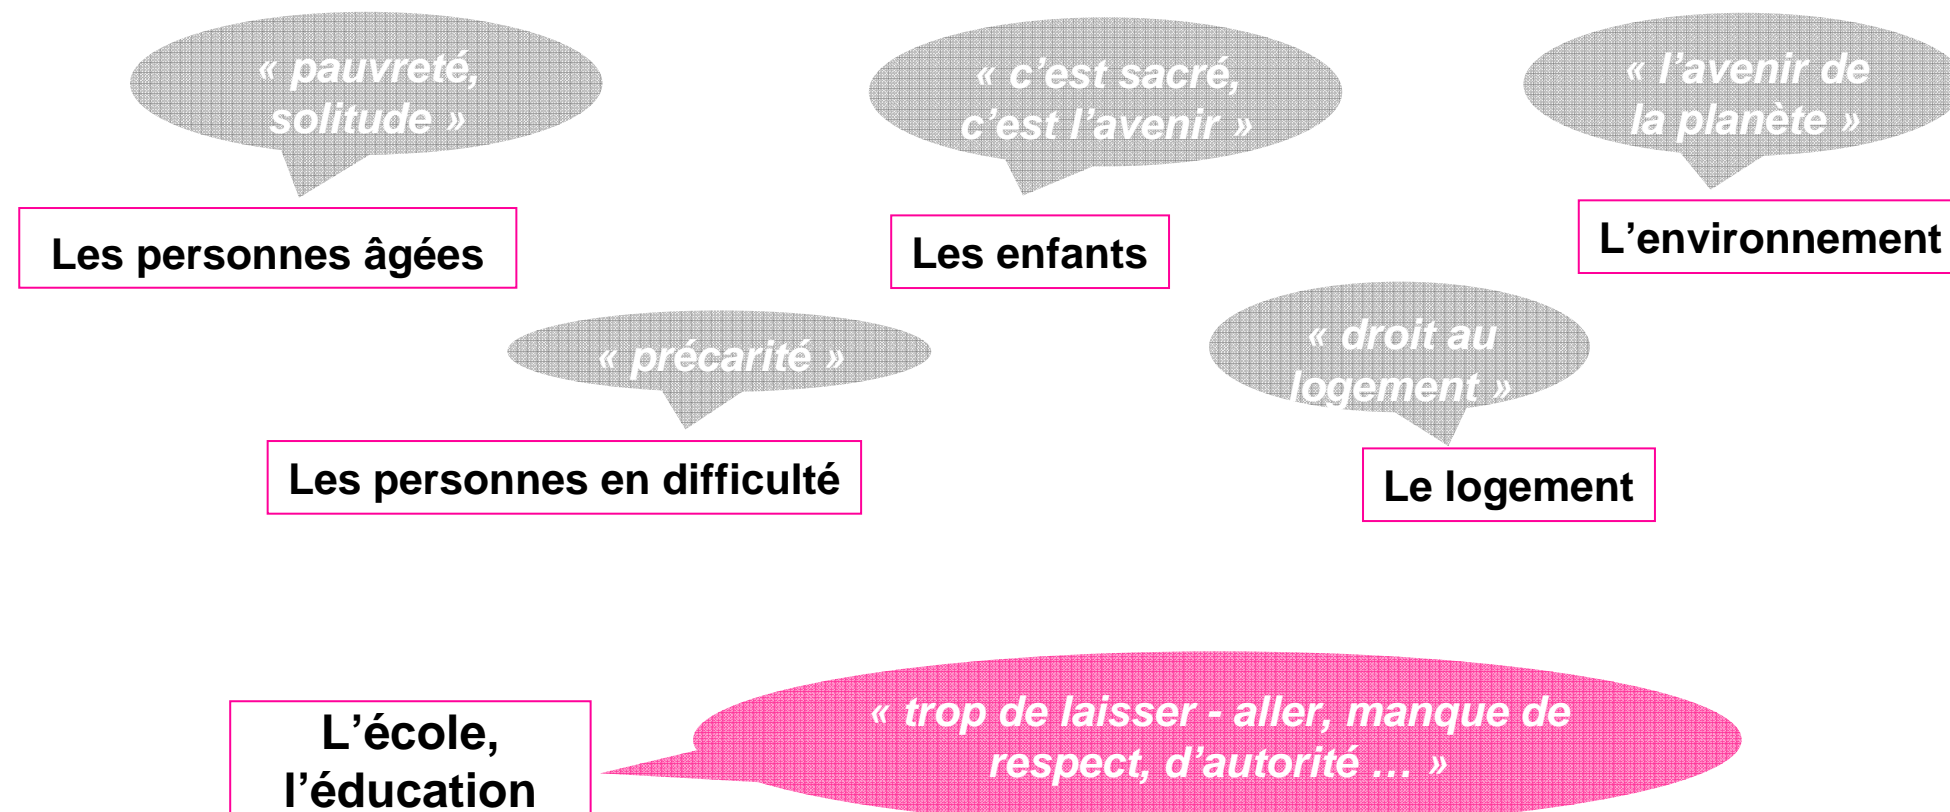 « pauvreté,
solitude »
« c’est sacré,
c’est l’avenir »
« l’avenir de
la planète »
Les personnes âgées
Les enfants
L’environnement
« précarité »
« droit au
logement »
Les personnes en difficulté
Le logement
L’école,
l’éducation
« trop de laisser - aller, manque de
respect, d’autorité … »